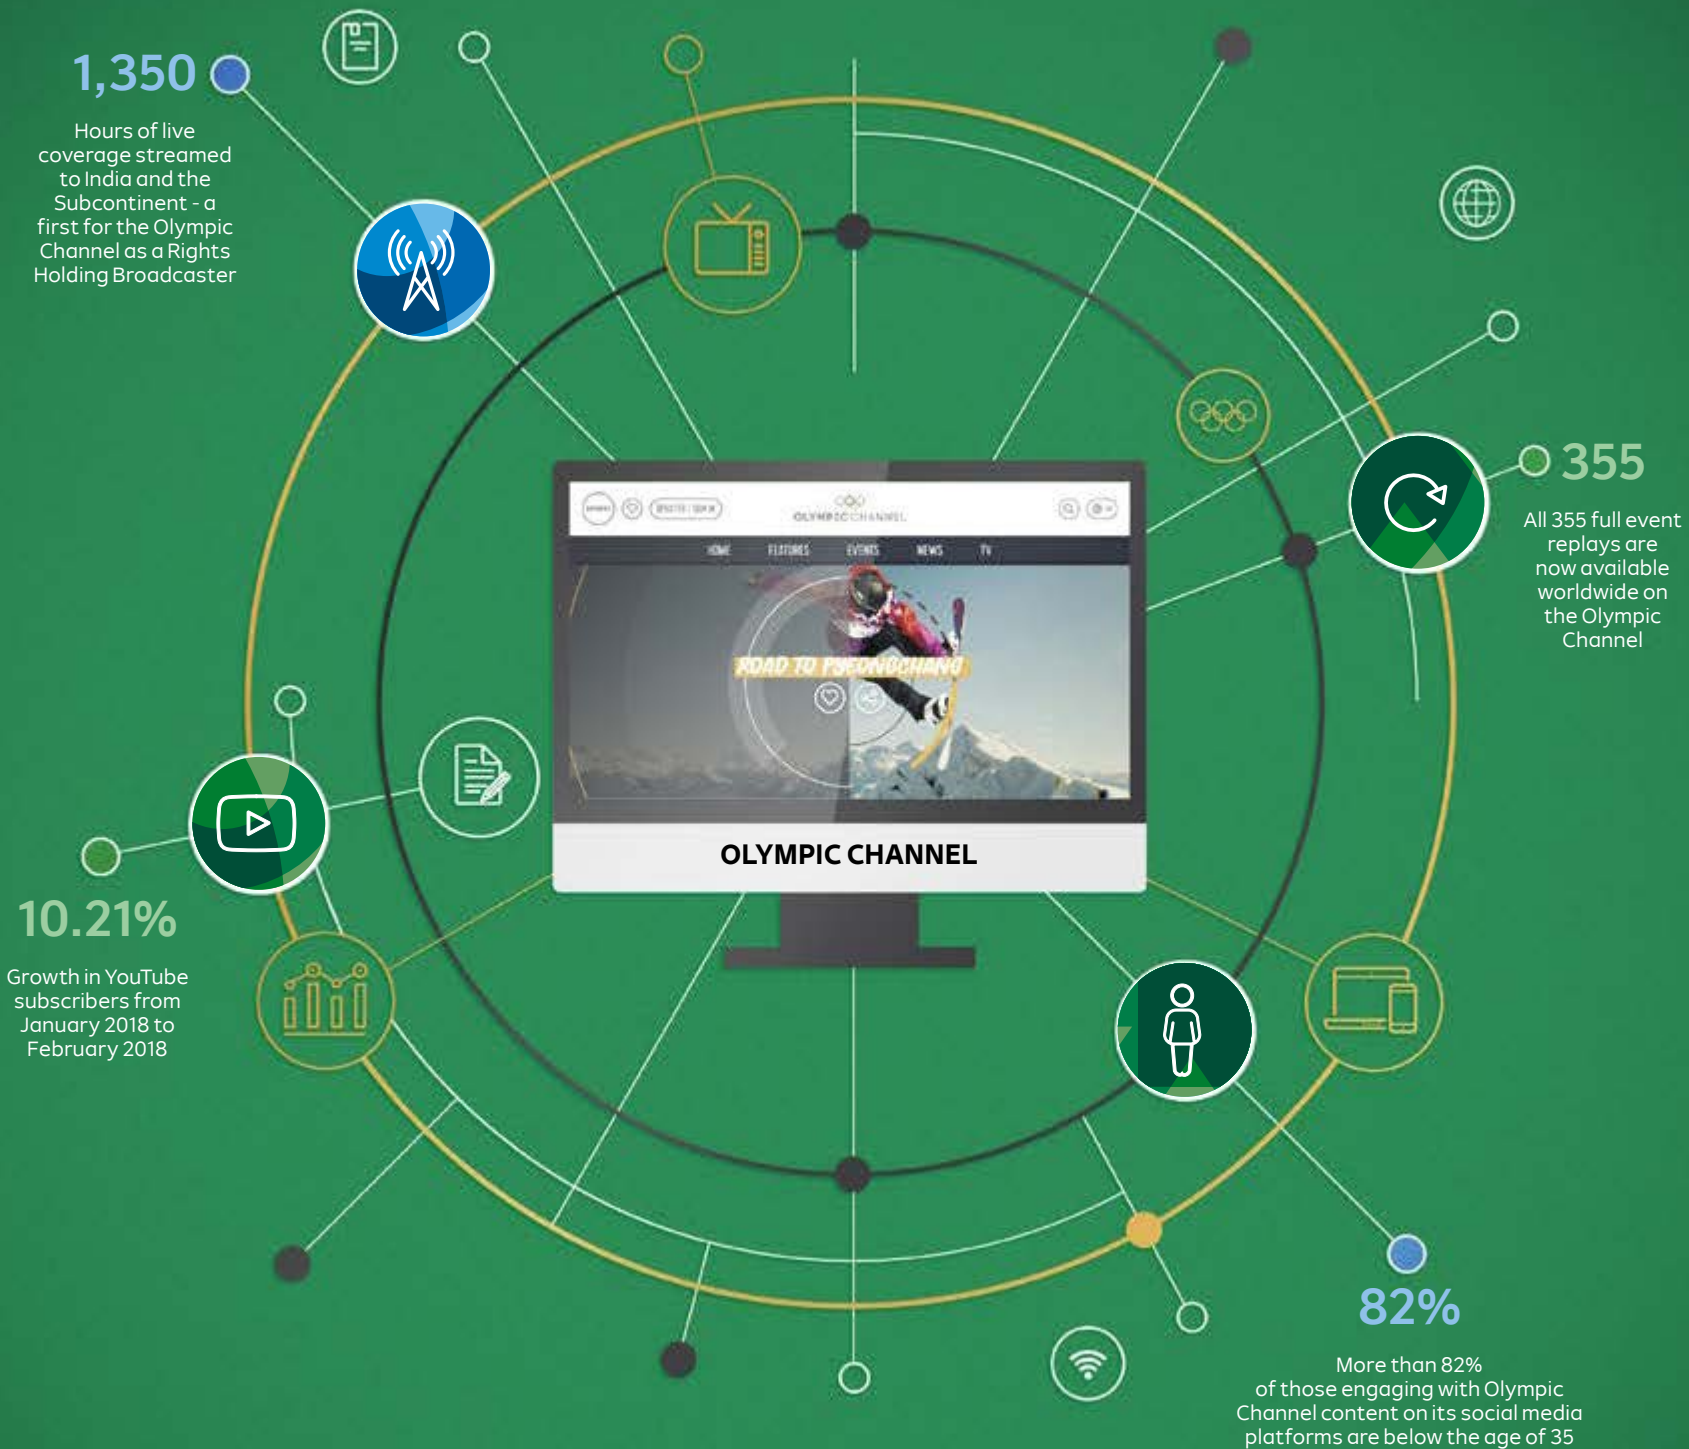 1,350
Hours of live
coverage streamed
to India and the
Subcontinent - a
first for the Olympic
Channel as a Rights
Holding Broadcaster
355
All 355 full event
replays are
now available
worldwide on
the Olympic
Channel
OLYMPIC CHANNEL
HOME FEATURES EVENTS NEWS TV
ROAD TO PYEONGCHANG
OLYMPIC CHANNEL
10.21%
Growth in YouTube
subscribers from
January 2018 to
February 2018
82%
More than 82%
of those engaging with Olympic
Channel content on its social media
platforms are below the age of 35